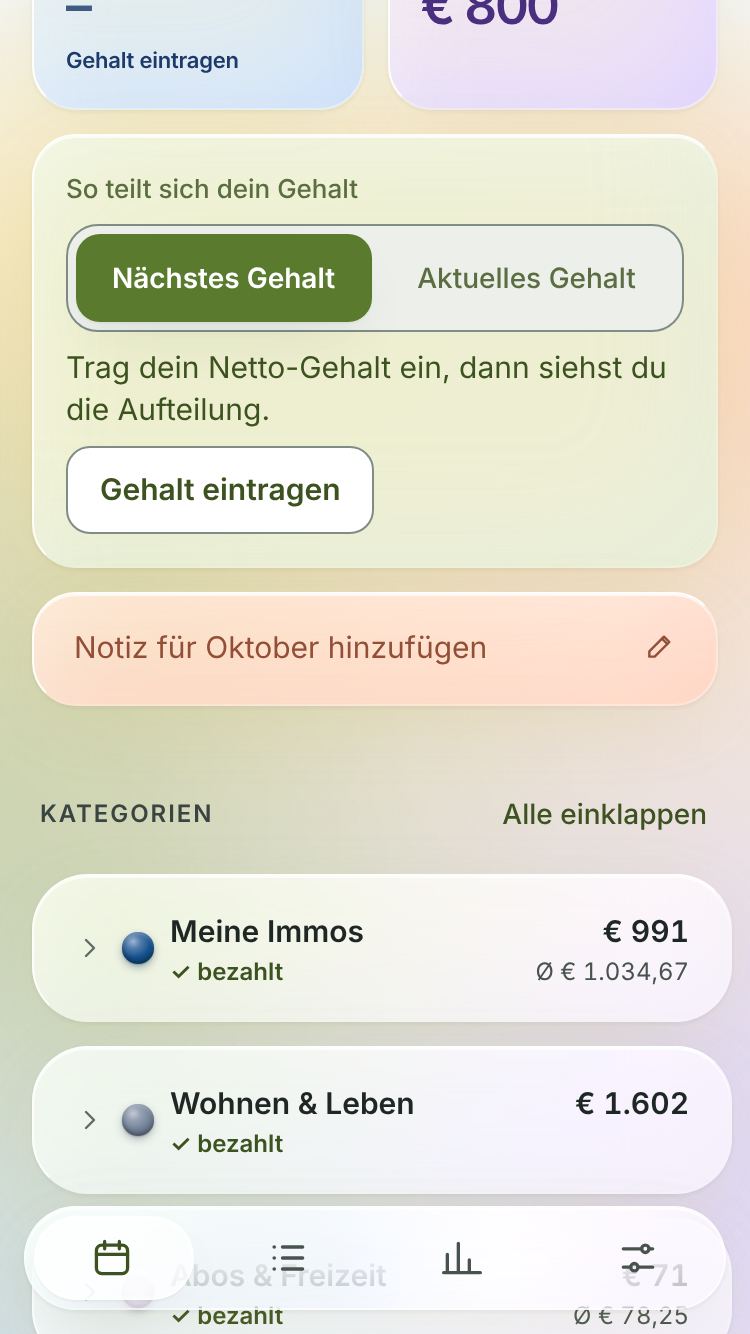 –
€ 800
Gehalt eintragen
So teilt sich dein Gehalt
Nächstes Gehalt
Aktuelles Gehalt
Trag dein Netto-Gehalt ein, dann siehst du
die Aufteilung.
Gehalt eintragen
Notiz für Oktober hinzufügen
KATEGORIEN
Alle einklappen
Meine Immos
€ 991
✓ bezahlt
Ø € 1.034,67
Wohnen & Leben
€ 1.602
✓ bezahlt
Abos & Freizeit
€ 71
✓ bezahlt
Ø € 78,25